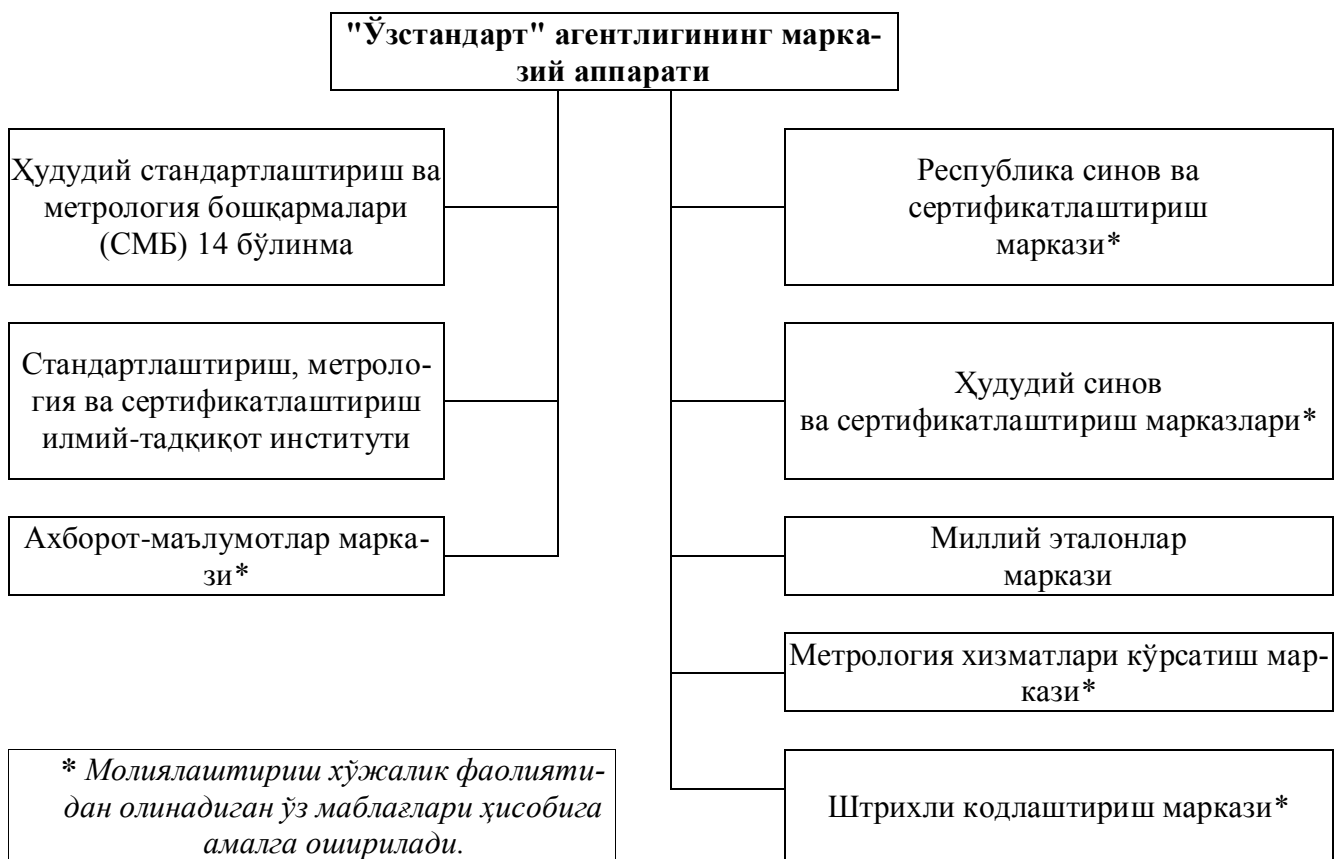 "Ўзстандарт" агентлигининг марка-
зий аппарати
Ҳудудий стандартлаштириш ва
метрология бошқармалари
(СМБ) 14 бўлинма
Стандартлаштириш, метроло-
гия ва сертификатлаштириш
илмий-тадқиқот институти
Ахборот-маълумотлар марка-
зи*
Республика синов ва
сертификатлаштириш
маркази*
Ҳудудий синов
ва сертификатлаштириш марказлари*
Миллий эталонлар
маркази
Метрология хизматлари кўрсатиш мар-
кази*
Штрихли кодлаштириш маркази*
* Молиялаштириш хўжалик фаолияти-
дан олинадиган ўз маблағлари ҳисобига
амалга оширилади.